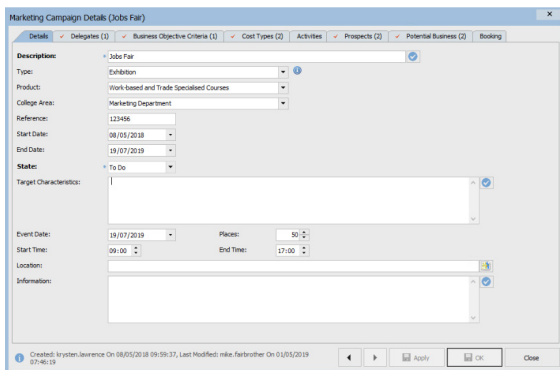 Marketing Campaign Details (Jobs Fair)
Details Delegates (1) Business Objective Criteria (1) Cost Types (2) Activities Prospects (2) Potential Business (2) Booking
Description: * Jobs Fair
Type: Exhibition
Product: Work-based and Trade Specialised Courses
College Area: Marketing Department
Reference: 123456
Start Date: 08/05/2018
End Date: 19/07/2019
State: * To Do
Target Characteristics:
Event Date: 19/07/2019 Places: 50
Start Time: 09:00 End Time: 17:00
Location:
Information:
Created: krysten.lawrence On 08/05/2018 09:59:37, Last Modified: mike.fairbrother On 01/05/2019
07:46:19
Apply OK Close